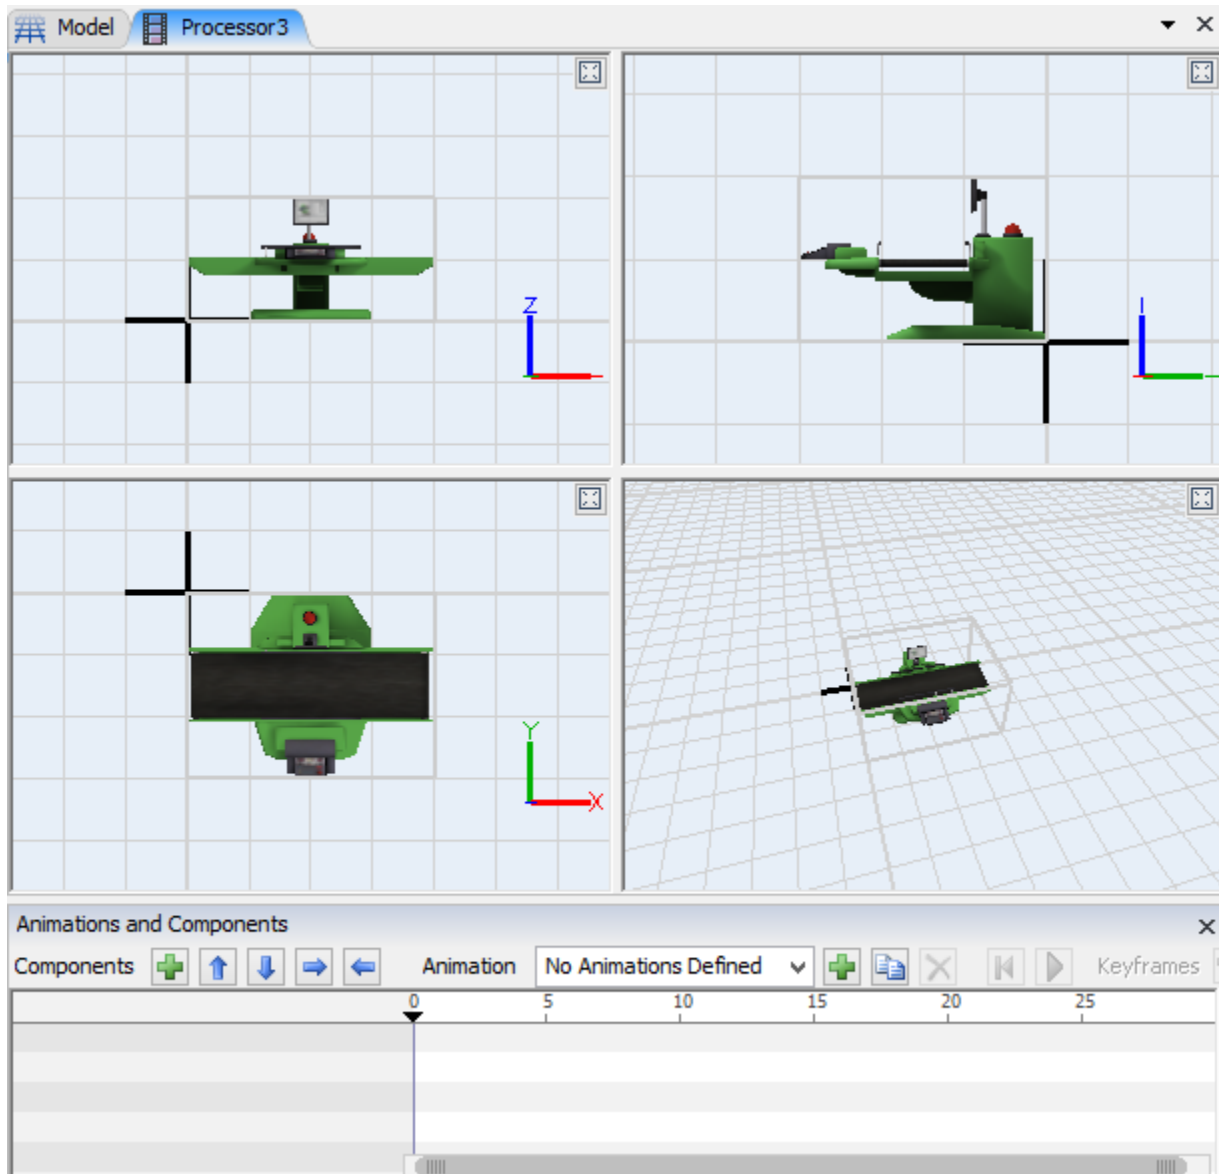 Model Processor3
Z
Y
X
Animations and Components
Components Animation No Animations Defined Keyframes
0 5 10 15 20 25